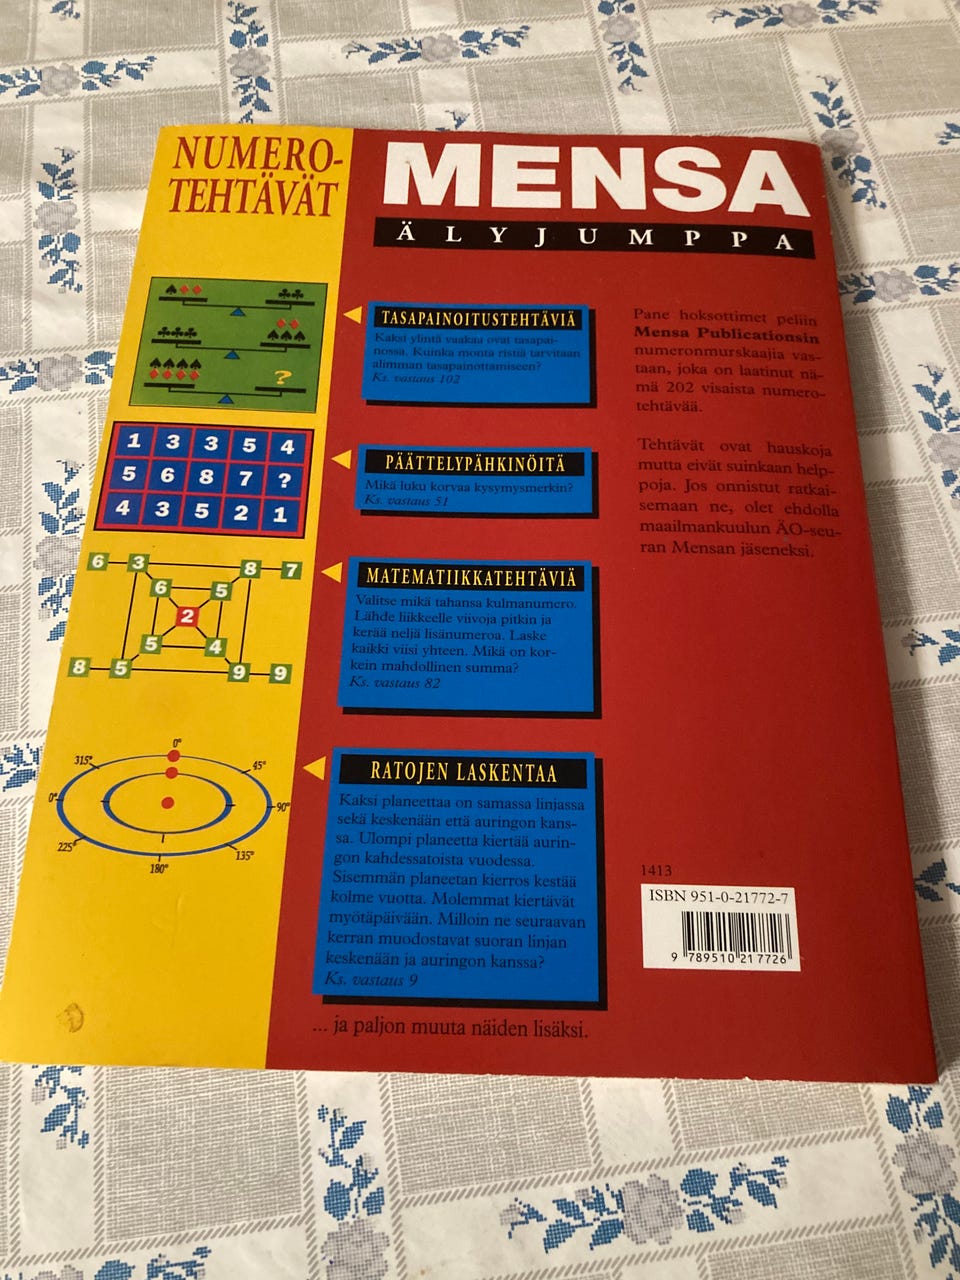 NUMERO-
TEHTÄVÄT
MENSA
ÄLYJUMPPA
?
1 3 3 5 4
5 6 8 7 ?
4 3 5 2 1
6 3 8 7
6 5
2
5 4
8 5 9 9
0°
315° 45°
0° 90°
225° 135°
180°
TASAPAINOITUSTEHTÄVIÄ
Kaksi ylintä vaakaa ovat tasapai-
nossa. Kuinka monta ristiä tarvitaan
alimman tasapainottamiseen?
Ks. vastaus 102
PÄÄTTELYPÄHKINÖITÄ
Mikä luku korvaa kysymysmerkin?
Ks. vastaus 51
MATEMATIIKKATEHTÄVIÄ
Valitse mikä tahansa kulmanumero.
Lähde liikkeelle viivoja pitkin ja
kerää neljä lisänumeroa. Laske
kaikki viisi yhteen. Mikä on kor-
kein mahdollinen summa?
Ks. vastaus 82
RATOJEN LASKENTAA
Kaksi planeettaa on samassa linjassa
sekä keskenään että auringon kans-
sa. Ulompi planeetta kiertää aurin-
gon kahdessatoista vuodessa.
Sisemmän planeetan kierros kestää
kolme vuotta. Molemmat kiertävät
myötäpäivään. Milloin ne seuraavan
kerran muodostavat suoran linjan
keskenään ja auringon kanssa?
Ks. vastaus 9
... ja paljon muuta näiden lisäksi.
Pane hoksottimet peliin
Mensa Publicationsin
numeronmurskaajia vas-
taan, joka on laatinut nä-
mä 202 visaista numero-
tehtävää.
Tehtävät ovat hauskoja
mutta eivät suinkaan help-
poja. Jos onnistut ratkai-
semaan ne, olet ehdolla
maailmankuulun ÄO-seu-
ran Mensan jäseneksi.
1413
ISBN 951-0-21772-7
9 789510 217726